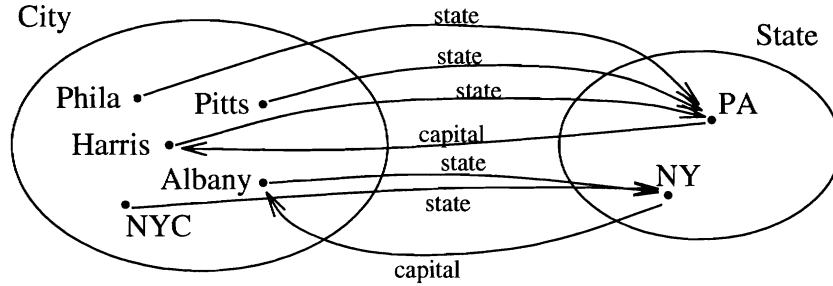 City
state
State
state
Phila
Pitts
state
PA
Harris
capital
state
Albany
NY
state
NYC
capital